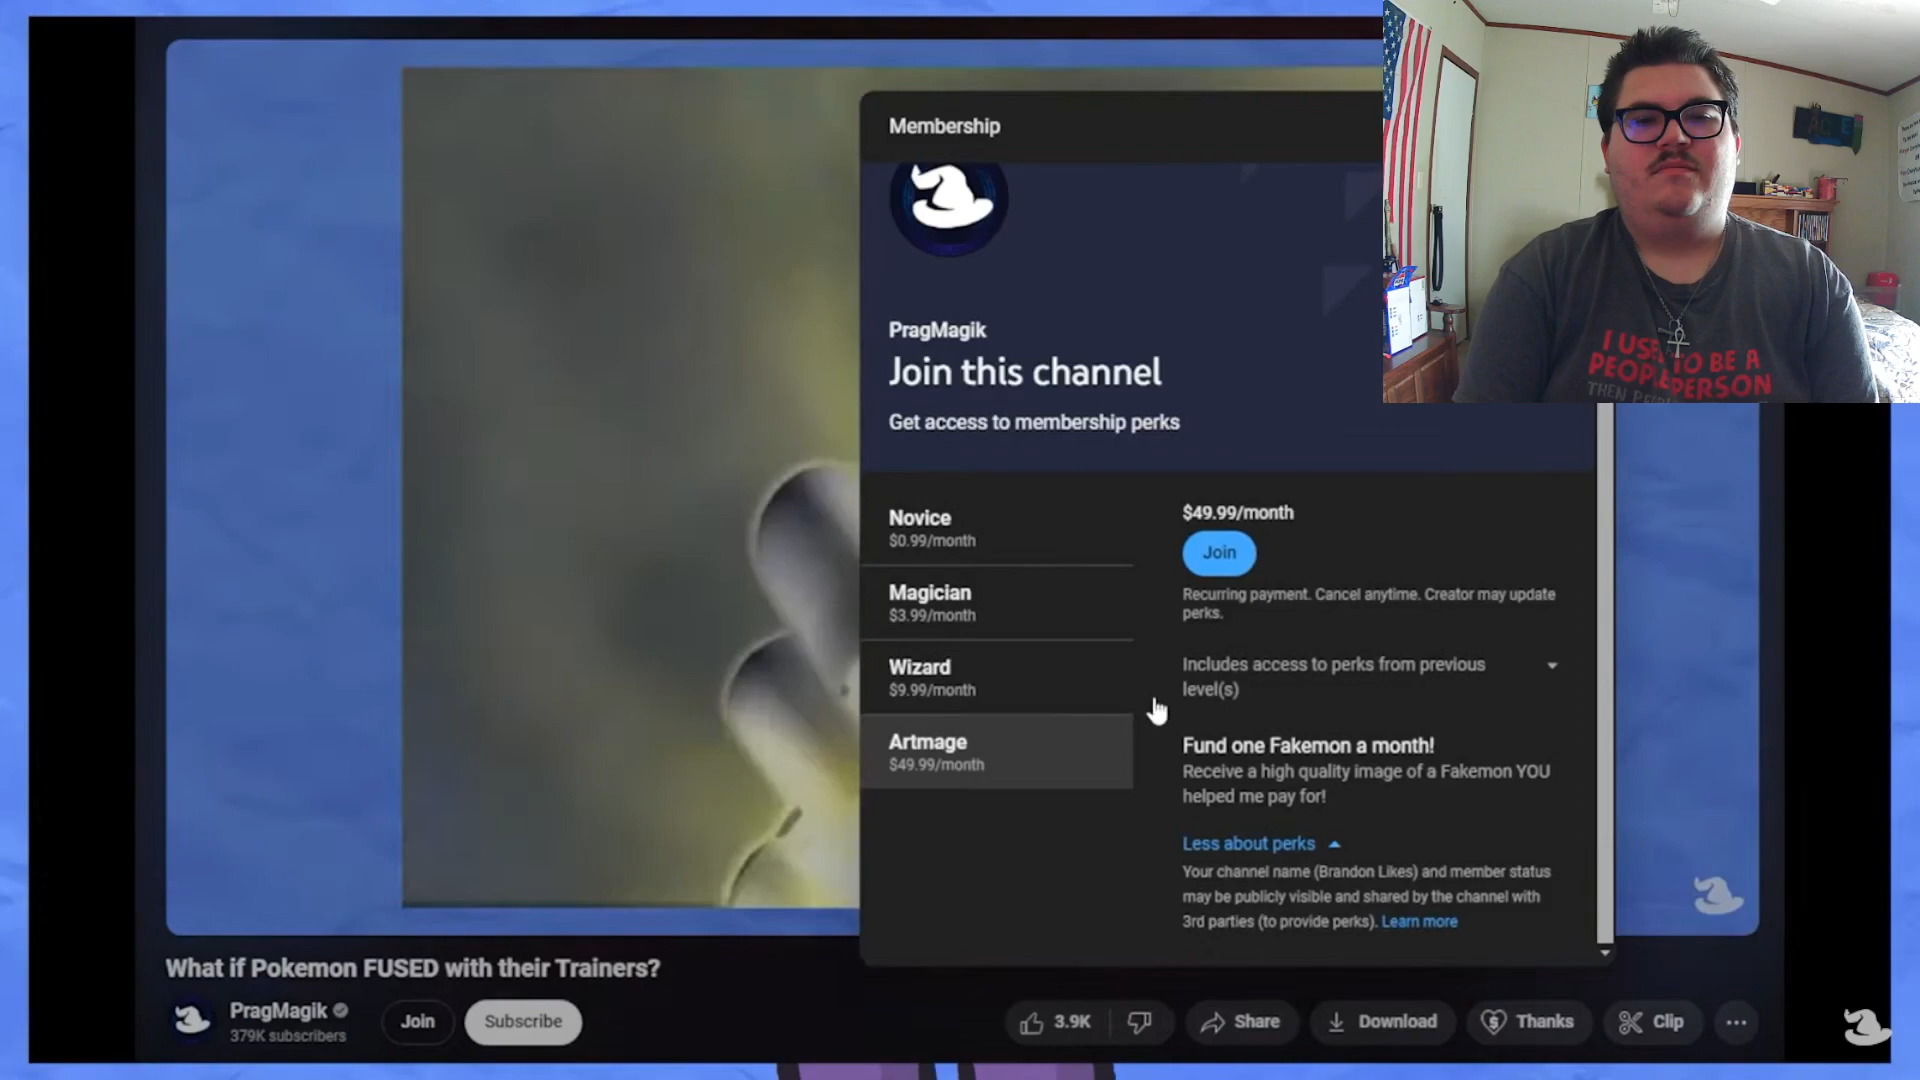 Membership
PragMagik
Join this channel
Get access to membership perks
Novice
$0.99/month
Magician
$3.99/month
Wizard
$9.99/month
Artmage
$49.99/month
$49.99/month
Join
Recurring payment. Cancel anytime. Creator may update
perks.
Includes access to perks from previous
level(s)
Fund one Fakemon a month!
Receive a high quality image of a Fakemon YOU
helped me pay for!
Less about perks
Your channel name (Brandon Likes) and member status
may be publicly visible and shared by the channel with
3rd parties (to provide perks). Learn more
What if Pokemon FUSED with their Trainers?
PragMagik
379K subscribers
Join
Subscribe
3.9K
Share
Download
Thanks
Clip
I USED TO BE A
PEOPLE PERSON
THEN